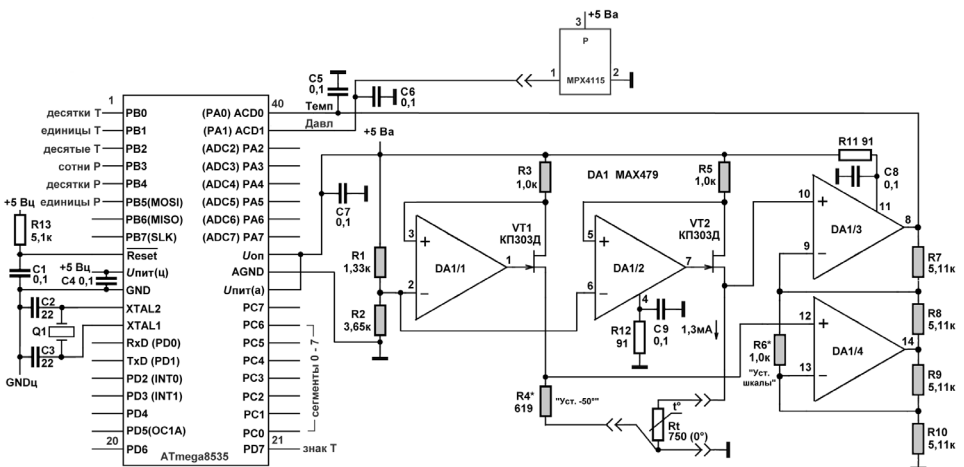 +5 Ва
3
P
1
2
MPX4115
1
40
C5
0,1
C6
0,1
Темп
Давл
десятки Т
единицы Т
десятые Т
сотни Р
десятки Р
единицы Р
PB0
PB1
PB2
PB3
PB4
PB5(MOSI)
PB6(MISO)
PB7(SLK)
Reset
Uпит(ц)
GND
XTAL2
XTAL1
RxD (PD0)
TxD (PD1)
PD2 (INT0)
PD3 (INT1)
PD4
PD5(OC1A)
PD6
20
(PA0) ACD0
(PA1) ACD1
(ADC2) PA2
(ADC3) PA3
(ADC4) PA4
(ADC5) PA5
(ADC6) PA6
(ADC7) PA7
Uоп
AGND
Uпит(а)
PC7
PC6
PC5
PC4
PC3
PC2
PC1
PC0
PD7
21
ATmega8535
сегменты 0 - 7
знак Т
+5 Вц
R13
5,1к
C1
0,1
+5 Вц
C4 0,1
C2
22
Q1
C3
22
GNDц
+5 Ва
C7
0,1
R1
1,33к
R2
3,65к
R3
1,0к
DA1 MAX479
R5
1,0к
R11 91
C8
0,1
VT1
КП303Д
VT2
КП303Д
3
+
DA1/1
1
2
−
5
+
DA1/2
7
6
−
4
R12
91
C9
0,1
1,3мА
10
+
11
DA1/3
8
9
−
12
+
DA1/4
14
13
−
R7
5,11к
R8
5,11к
R9
5,11к
R10
5,11к
R6*
1,0к
"Уст.
шкалы"
R4*
619
"Уст. -50°"
t°
Rt
750 (0°)